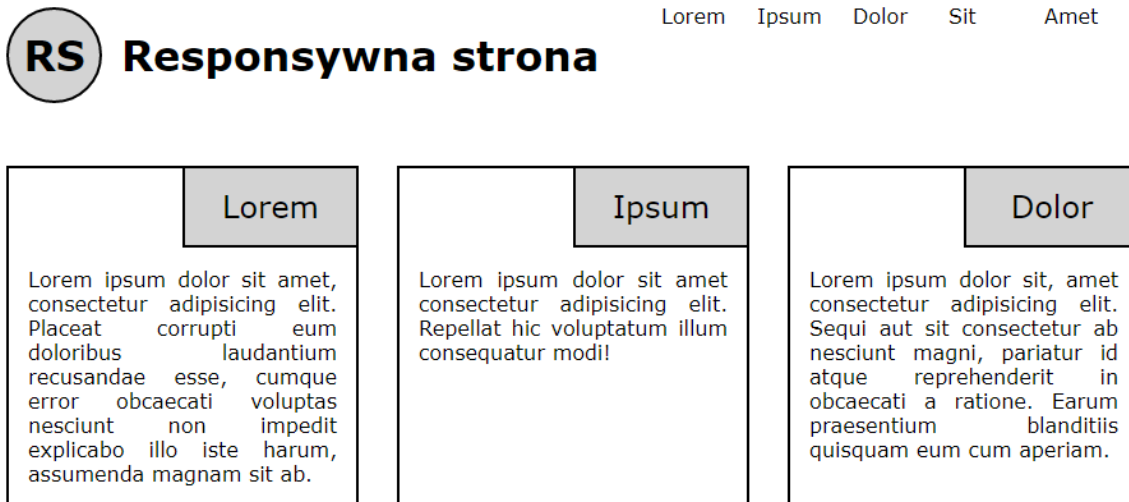 RS Responsywna strona
Lorem Ipsum Dolor Sit Amet
Lorem
Lorem ipsum dolor sit amet,
consectetur adipisicing elit.
Placeat corrupti eum
doloribus laudantium
recusandae esse, cumque
error obcaecati voluptas
nesciunt non impedit
explicabo illo iste harum,
assumenda magnam sit ab.
Ipsum
Lorem ipsum dolor sit amet
consectetur adipisicing elit.
Repellat hic voluptatum illum
consequatur modi!
Dolor
Lorem ipsum dolor sit, amet
consectetur adipisicing elit.
Sequi aut sit consectetur ab
nesciunt magni, pariatur id
atque reprehenderit in
obcaecati a ratione. Earum
praesentium blanditiis
quisquam eum cum aperiam.